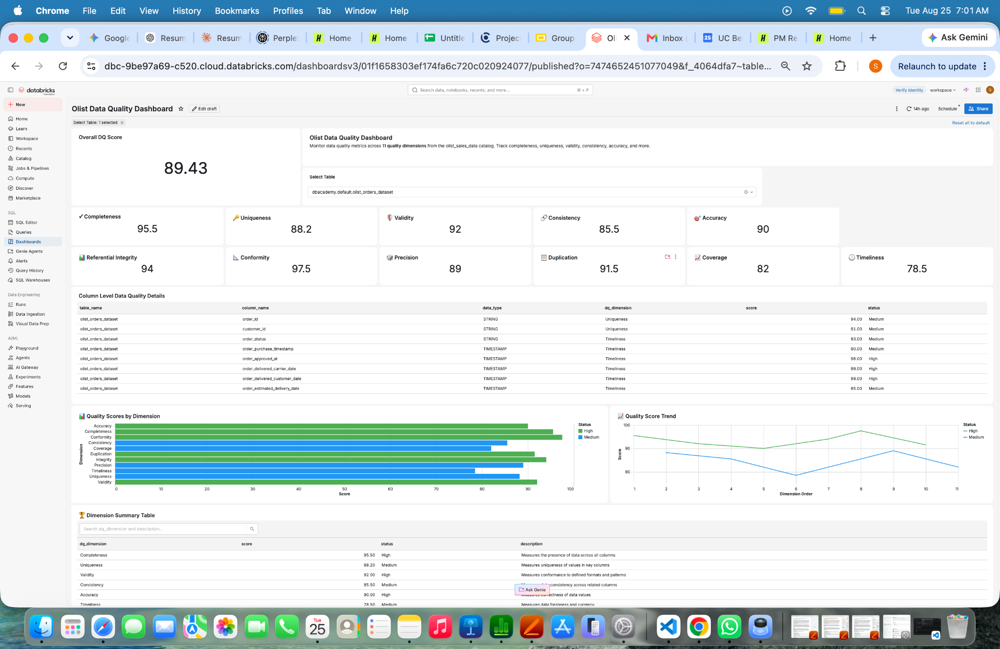 Chrome File Edit View History Bookmarks Profiles Tab Window Help Tue Aug 25 7:01 AM
Google Resum Resum Perple Home Home Untitle Projec Group Oli Inbox ( 25 UC Be PM Re Home Ask Gemini
dbc-9be97a69-c520.cloud.databricks.com/dashboardsv3/01f1658303ef174fa6c720c020924077/published?o=7474652451077049&f_4064dfa7~table... S Relaunch to update
databricks
Search data, notebooks, recents, and more... ⌘ + P
Verify identity workspace S
New
Home
Learn
Workspace
Recents
Catalog
Jobs & Pipelines
Compute
Discover
Marketplace
SQL
SQL Editor
Queries
Dashboards
Genie Agents
Alerts
Query History
SQL Warehouses
Data Engineering
Runs
Data Ingestion
Visual Data Prep
AI/ML
Playground
Agents
AI Gateway
Experiments
Features
Models
Serving
Olist Data Quality Dashboard Edit draft 14h ago Schedule Share
Select Table: 1 selected Reset all to default
Overall DQ Score
89.43
Olist Data Quality Dashboard
Monitor data quality metrics across 11 quality dimensions from the olist_sales_data catalog. Track completeness, uniqueness, validity, consistency, accuracy, and more.
Select Table
dbacademy.default.olist_orders_dataset
✓Completeness
95.5
Uniqueness
88.2
Validity
92
Consistency
85.5
Accuracy
90
Referential Integrity
94
Conformity
97.5
Precision
89
Duplication
91.5
Coverage
82
Timeliness
78.5
Column Level Data Quality Details
table_name column_name data_type dq_dimension score status
olist_orders_dataset order_id STRING Uniqueness 94.00 Medium
olist_orders_dataset customer_id STRING Uniqueness 91.00 Medium
olist_orders_dataset order_status STRING Timeliness 93.00 Medium
olist_orders_dataset order_purchase_timestamp TIMESTAMP Timeliness 90.00 Medium
olist_orders_dataset order_approved_at TIMESTAMP Timeliness 96.00 High
olist_orders_dataset order_delivered_carrier_date TIMESTAMP Timeliness 99.00 High
olist_orders_dataset order_delivered_customer_date TIMESTAMP Timeliness 99.00 High
olist_orders_dataset order_estimated_delivery_date TIMESTAMP Timeliness 85.00 Medium
Quality Scores by Dimension
Dimension
Accuracy
Completeness
Conformity
Consistency
Coverage
Duplication
Integrity
Precision
Timeliness
Uniqueness
Validity
0 10 20 30 40 50 60 70 80 90 100
Score
Status
High
Medium
Quality Score Trend
Score
100
90
80
1 2 3 4 5 6 7 8 9 10 11
Dimension Order
Status
High
Medium
Dimension Summary Table
Search dq_dimension and description...
dq_dimension score status description
Completeness 95.50 High Measures the presence of data across all columns
Uniqueness 88.20 Medium Measures uniqueness of values in key columns
Validity 92.00 High Measures conformance to defined formats and patterns
Consistency 85.50 Medium consistency across related columns
Accuracy 90.00 High Measures correctness of data values
Timeliness 78.50 Medium Measures data freshness and currency
Ask Genie
Tue
25